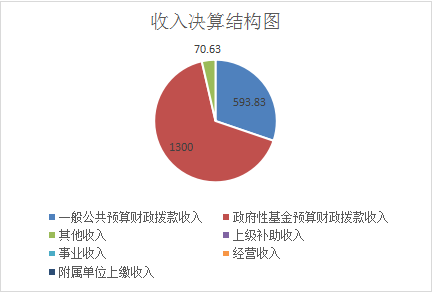 收入决算结构图
70.63
593.83
1300
一般公共预算财政拨款收入
政府性基金预算财政拨款收入
其他收入
上级补助收入
事业收入
经营收入
附属单位上缴收入